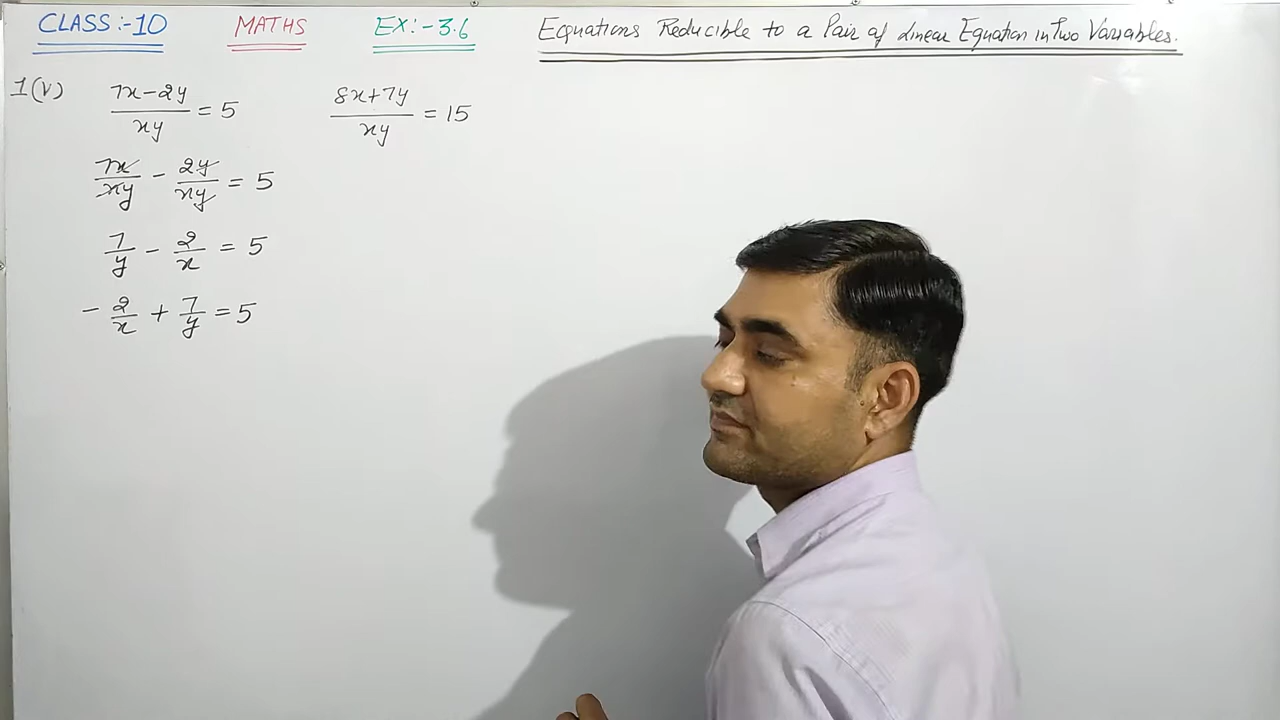 CLASS:-10 MATHS EX:-3.6 Equations Reducible to a Pair of Linear Equation in Two Variables.
1(v) 7x-2y/xy = 5 8x+7y/xy = 15
7x/xy - 2y/xy = 5
7/y - 2/x = 5
- 2/x + 7/y = 5